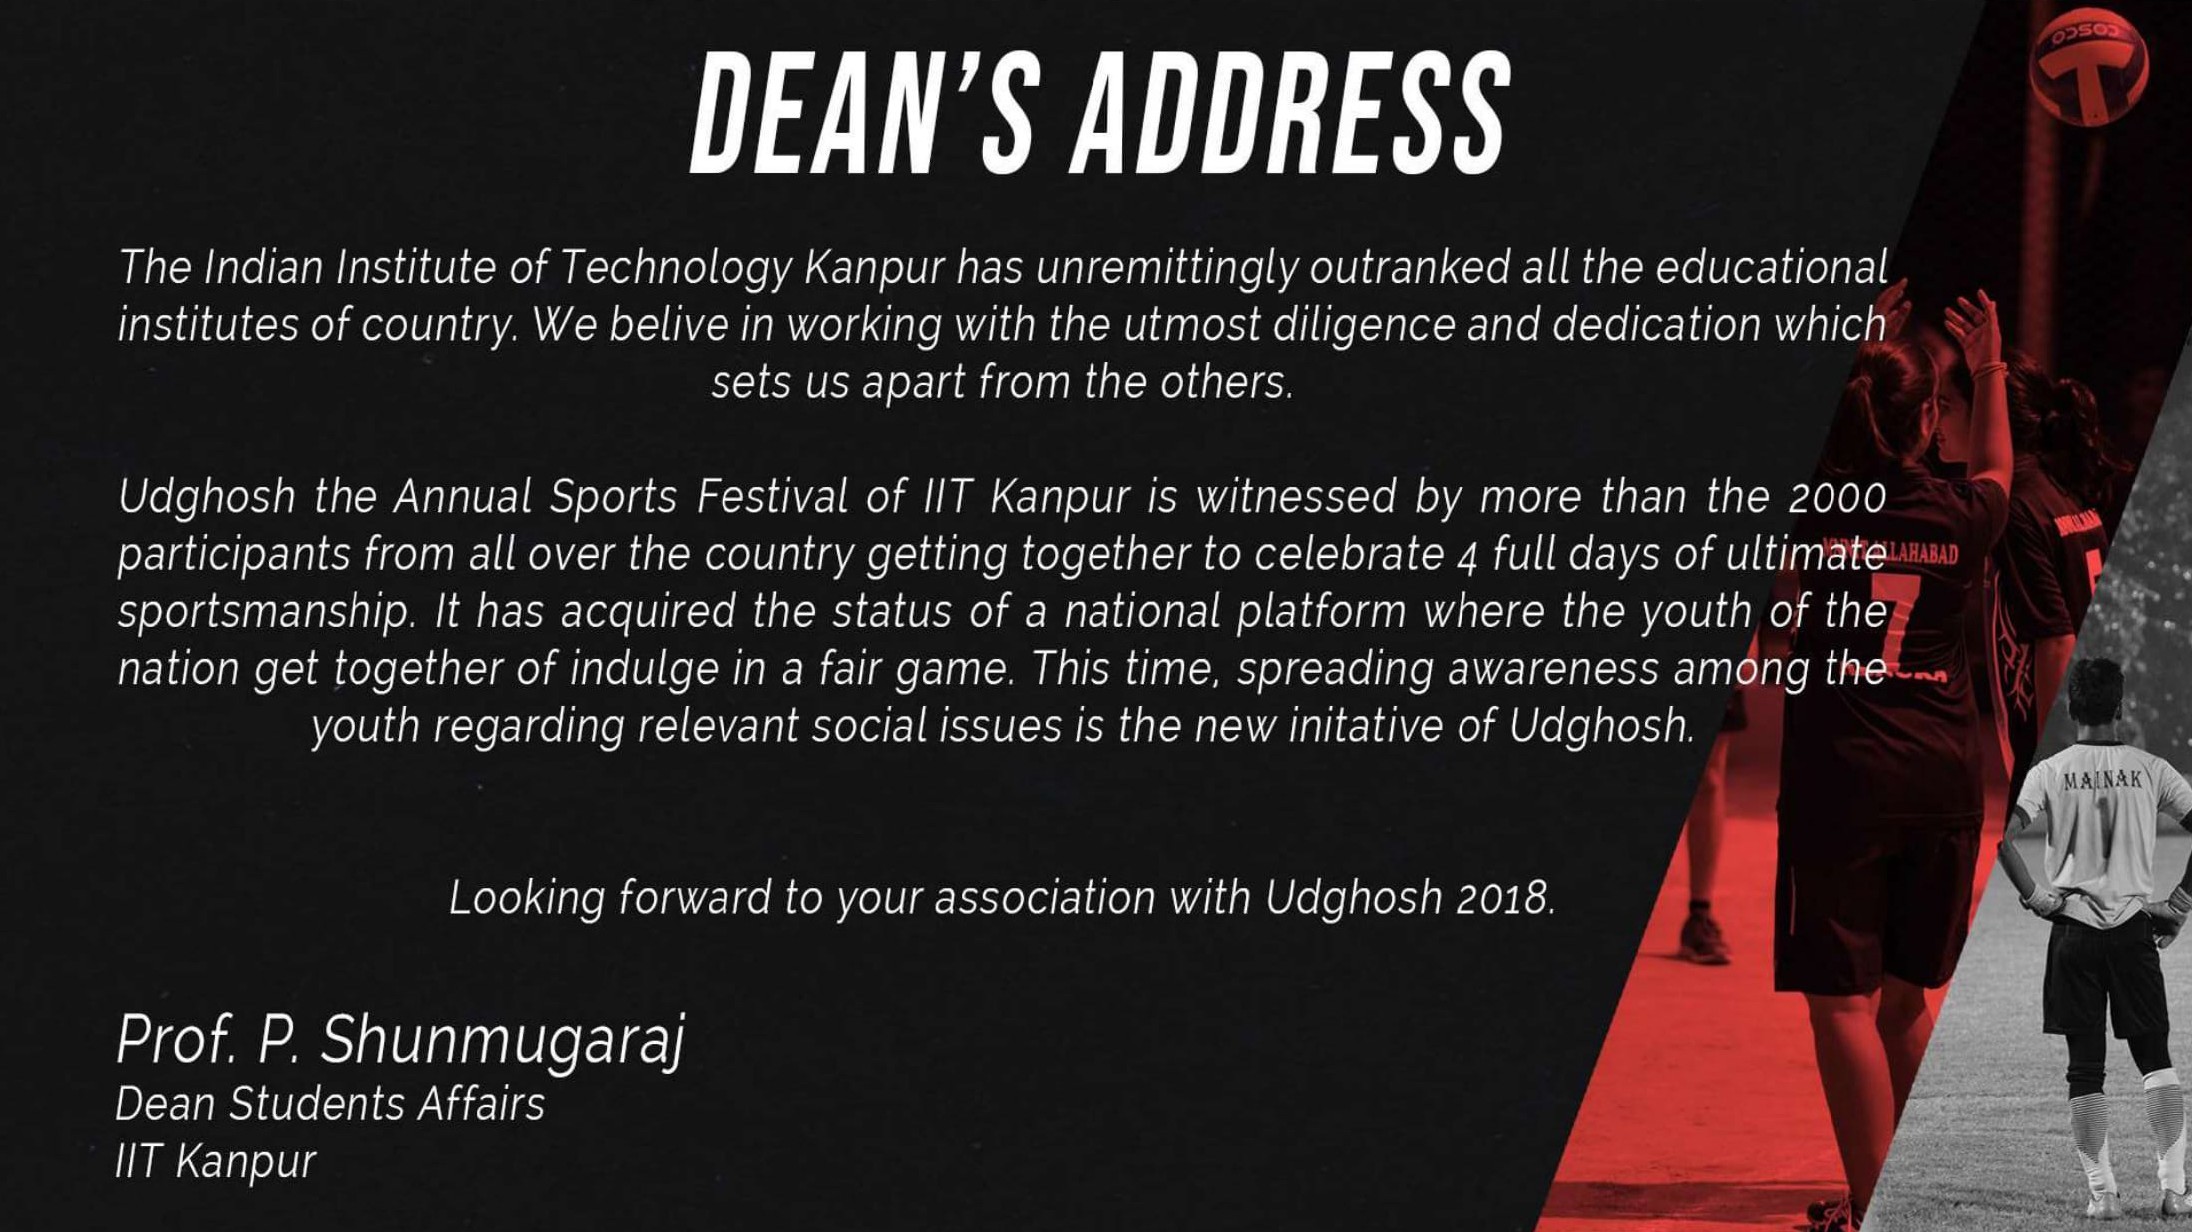 DEAN'S ADDRESS
The Indian Institute of Technology Kanpur has unremittingly outranked all the educational
institutes of country. We belive in working with the utmost diligence and dedication which
sets us apart from the others.
Udghosh the Annual Sports Festival of IIT Kanpur is witnessed by more than the 2000
participants from all over the country getting together to celebrate 4 full days of ultimate
sportsmanship. It has acquired the status of a national platform where the youth of the
nation get together of indulge in a fair game. This time, spreading awareness among the
youth regarding relevant social issues is the new initative of Udghosh.
Looking forward to your association with Udghosh 2018.
Prof. P. Shunmugaraj
Dean Students Affairs
IIT Kanpur
COSCO
ALLAHABAD
7
MAINAK
1